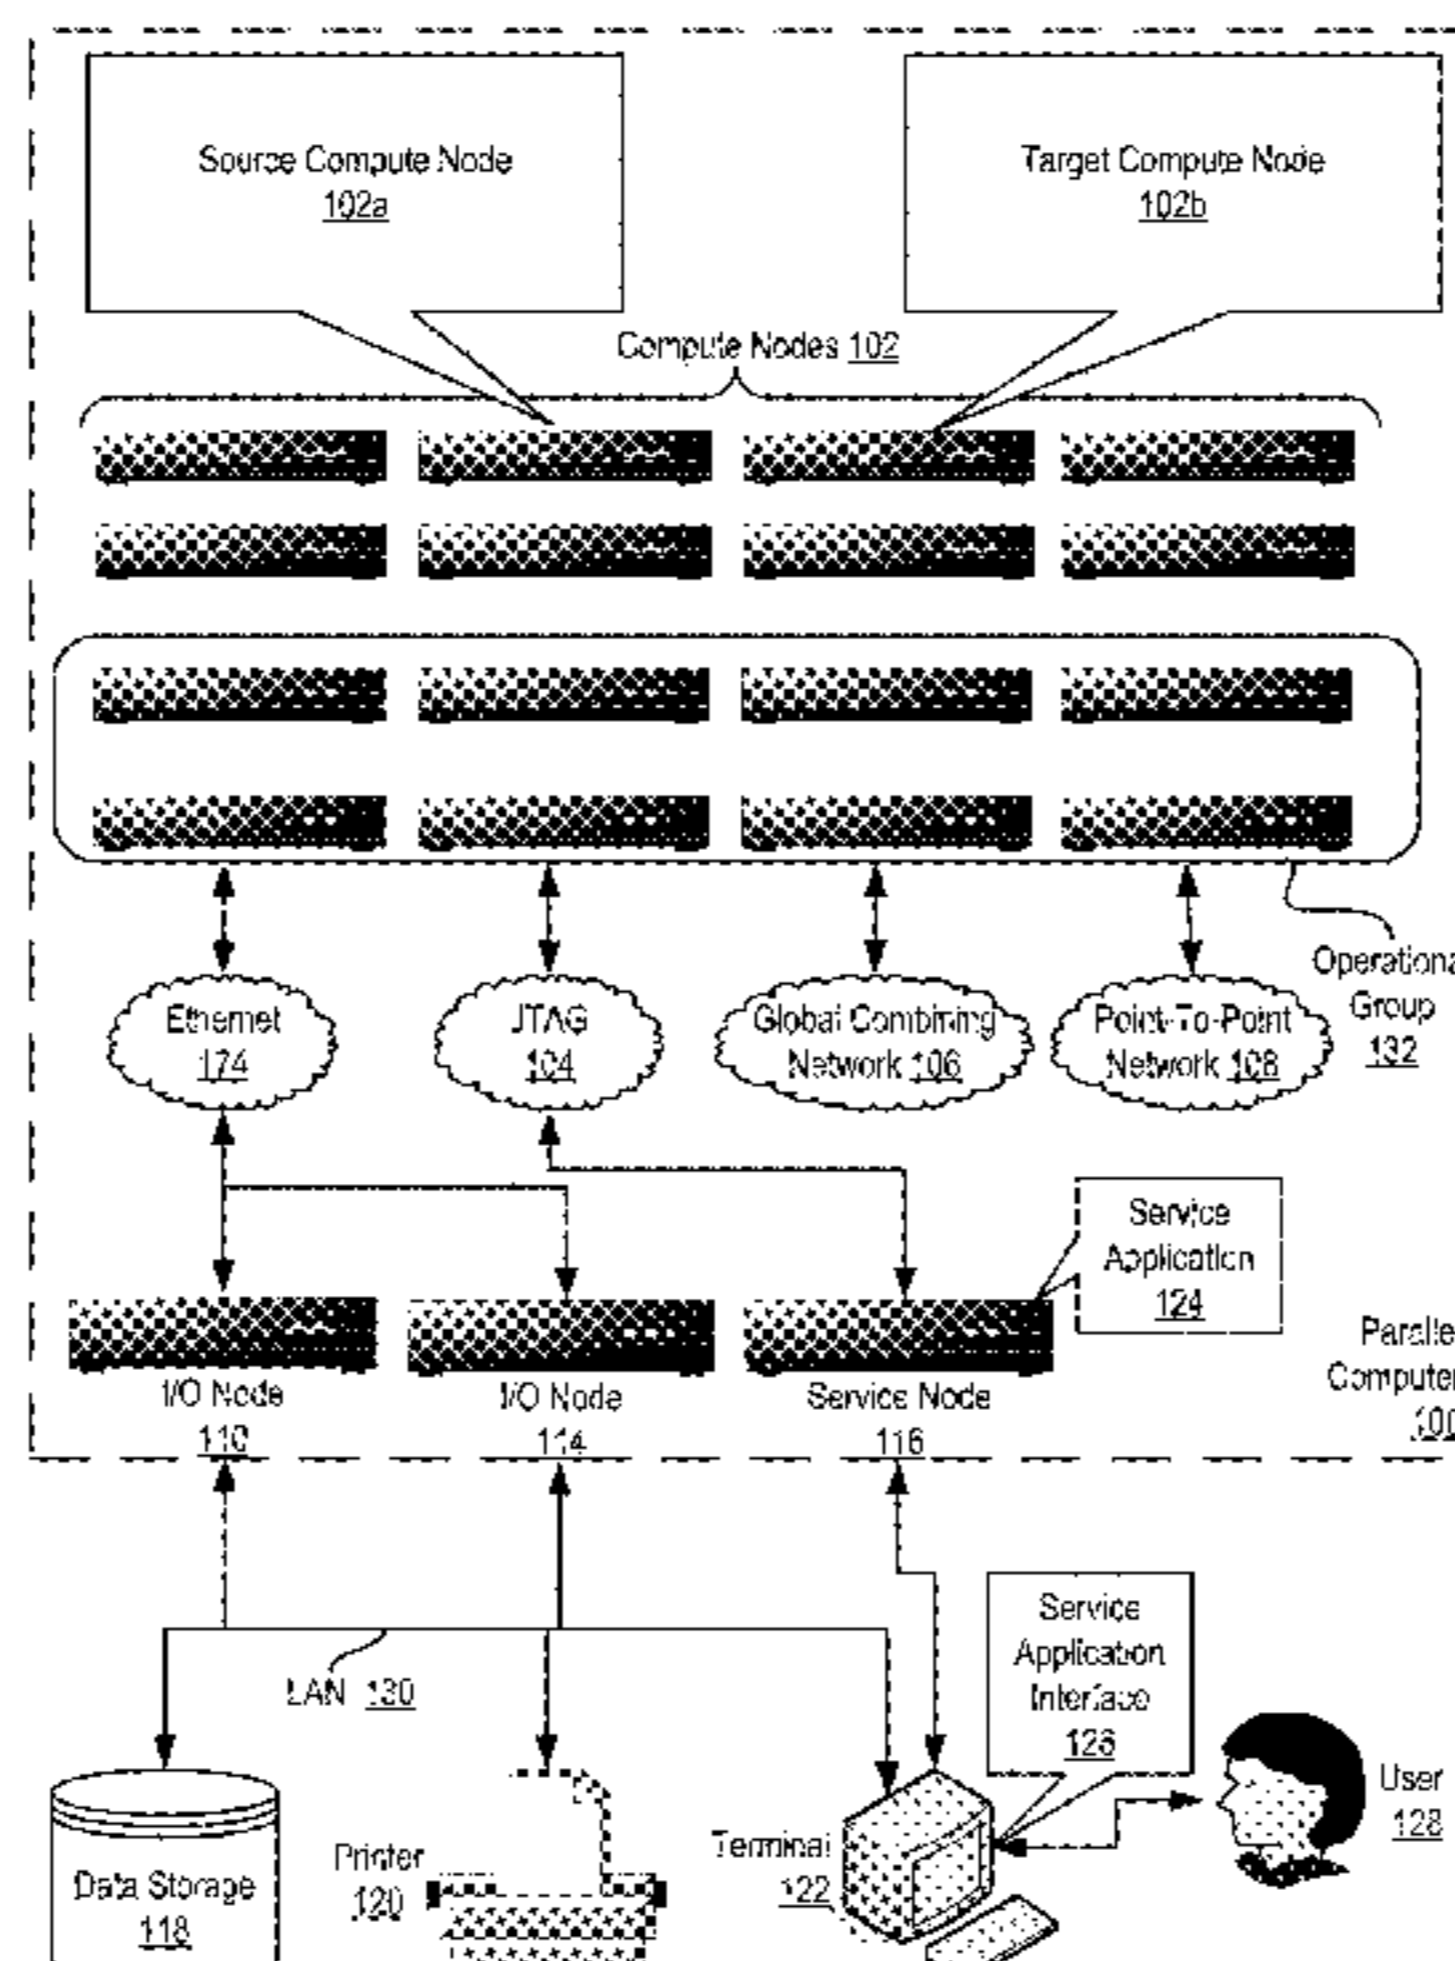 Source Compute Node
102a
Target Compute Node
102b
Compute Nodes 102
Operationa
Group
132
Ethernet
174
JTAG
104
Global Combining
Network 106
Point-To-Point
Network 108
Service
Application
124
Paralle
Computer
100
I/O Node
110
I/O Node
114
Service Node
116
LAN 130
Service
Application
Interface
126
User
128
Data Storage
118
Printer
120
Terminal
122